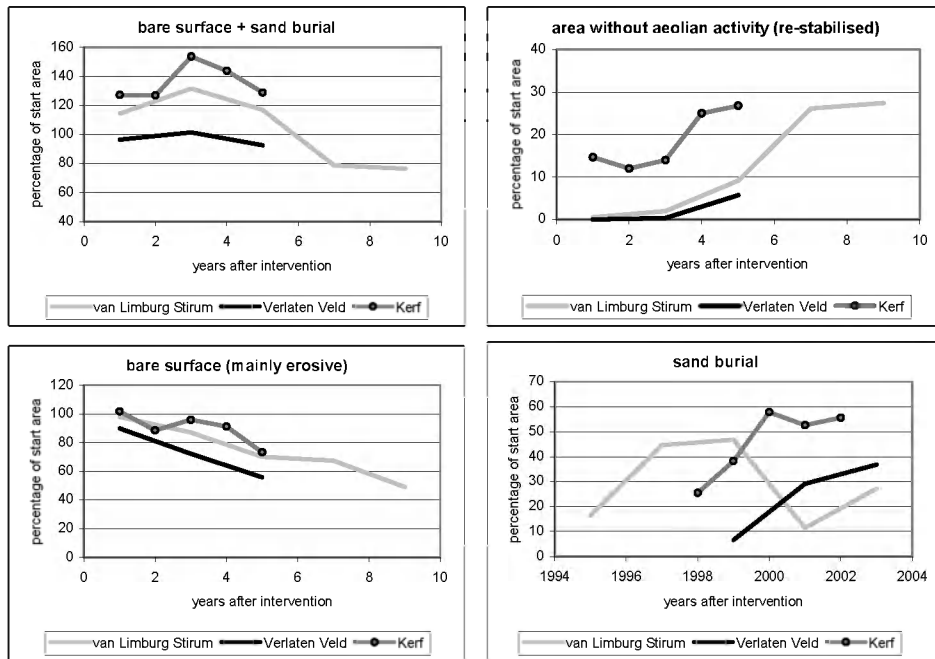 bare surface + sand burial
percentage of start area
160
140
120
100
80
60
40
0 2 4 6 8 10
years after intervention
van Limburg Stirum Verlaten Veld Kerf
area without aeolian activity (re-stabilised)
percentage of start area
40
30
20
10
0
0 2 4 6 8 10
years after intervention
van Limburg Stirum Verlaten Veld Kerf
bare surface (mainly erosive)
percentage of start area
120
100
80
60
40
20
0
0 2 4 6 8 10
years after intervention
van Limburg Stirum Verlaten Veld Kerf
sand burial
percentage of start area
70
60
50
40
30
20
10
0
1994 1996 1998 2000 2002 2004
years after intervention
van Limburg Stirum Verlaten Veld Kerf